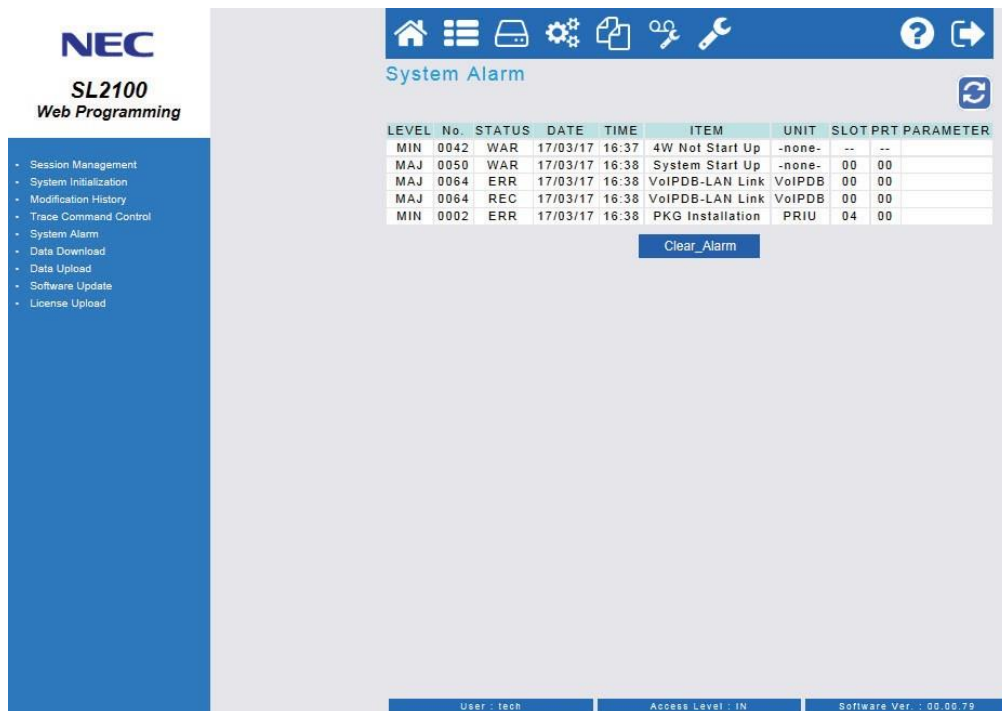 NEC
SL2100
Web Programming
Session Management
System Initialization
Modification History
Trace Command Control
System Alarm
Data Download
Data Upload
Software Update
License Upload
System Alarm
LEVEL No. STATUS DATE TIME ITEM UNIT SLOT PRT PARAMETER
MIN 0042 WAR 17/03/17 16:37 4W Not Start Up -none- -- --
MAJ 0050 WAR 17/03/17 16:38 System Start Up -none- 00 00
MAJ 0064 ERR 17/03/17 16:38 VoIPDB-LAN Link VoIPDB 00 00
MAJ 0064 REC 17/03/17 16:38 VoIPDB-LAN Link VoIPDB 00 00
MIN 0002 ERR 17/03/17 16:38 PKG Installation PRIU 04 00
Clear_Alarm
User : tech Access Level : IN Software Ver. : 00.00.79